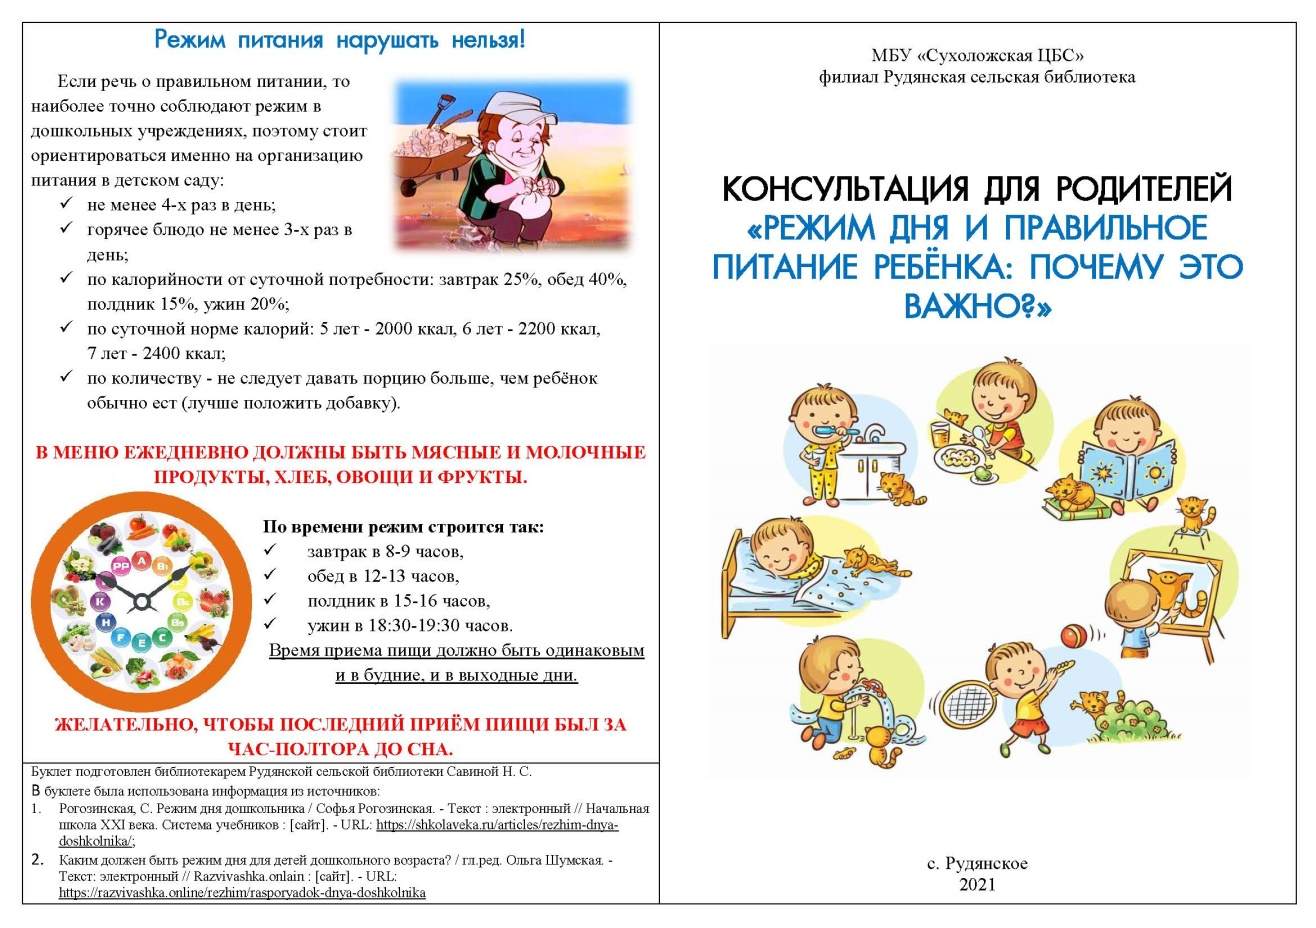 Режим питания нарушать нельзя!
Если речь о правильном питании, то
наиболее точно соблюдают режим в
дошкольных учреждениях, поэтому стоит
ориентироваться именно на организацию
питания в детском саду:
✓ не менее 4-х раз в день;
✓ горячее блюдо не менее 3-х раз в
день;
✓ по калорийности от суточной потребности: завтрак 25%, обед 40%,
полдник 15%, ужин 20%;
✓ по суточной норме калорий: 5 лет - 2000 ккал, 6 лет - 2200 ккал,
7 лет - 2400 ккал;
✓ по количеству - не следует давать порцию больше, чем ребёнок
обычно ест (лучше положить добавку).
В МЕНЮ ЕЖЕДНЕВНО ДОЛЖНЫ БЫТЬ МЯСНЫЕ И МОЛОЧНЫЕ
ПРОДУКТЫ, ХЛЕБ, ОВОЩИ И ФРУКТЫ.
PP A B1
K
H
F E C
По времени режим строится так:
✓ завтрак в 8-9 часов,
✓ обед в 12-13 часов,
✓ полдник в 15-16 часов,
✓ ужин в 18:30-19:30 часов.
Время приема пищи должно быть одинаковым
и в будние, и в выходные дни.
ЖЕЛАТЕЛЬНО, ЧТОБЫ ПОСЛЕДНИЙ ПРИЁМ ПИЩИ БЫЛ ЗА
ЧАС-ПОЛТОРА ДО СНА.
Буклет подготовлен библиотекарем Рудянской сельской библиотеки Савиной Н. С.
В буклете была использована информация из источников:
1. Рогозинская, С. Режим дня дошкольника / Софья Рогозинская. - Текст : электронный // Начальная
школа XXI века. Система учебников : [сайт]. - URL: https://shkolaveka.ru/articles/rezhim-dnya-
doshkolnika/;
2. Каким должен быть режим дня для детей дошкольного возраста? / гл.ред. Ольга Шумская. -
Текст: электронный // Razvivashka.onlain : [сайт]. - URL:
https://razvivashka.online/rezhim/rasporyadok-dnya-doshkolnika
МБУ «Сухоложская ЦБС»
филиал Рудянская сельская библиотека
КОНСУЛЬТАЦИЯ ДЛЯ РОДИТЕЛЕЙ
«РЕЖИМ ДНЯ И ПРАВИЛЬНОЕ
ПИТАНИЕ РЕБЁНКА: ПОЧЕМУ ЭТО
ВАЖНО?»
с. Рудянское
2021